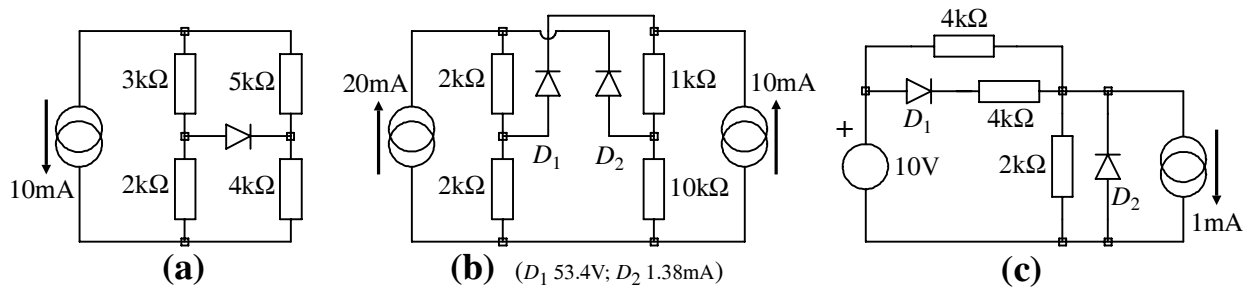 3kΩ
5kΩ
2kΩ
4kΩ
10mA
(a)
20mA
2kΩ
1kΩ
10mA
D1
D2
2kΩ
10kΩ
(b) (D1 53.4V; D2 1.38mA)
4kΩ
D1
4kΩ
+
10V
2kΩ
D2
1mA
(c)